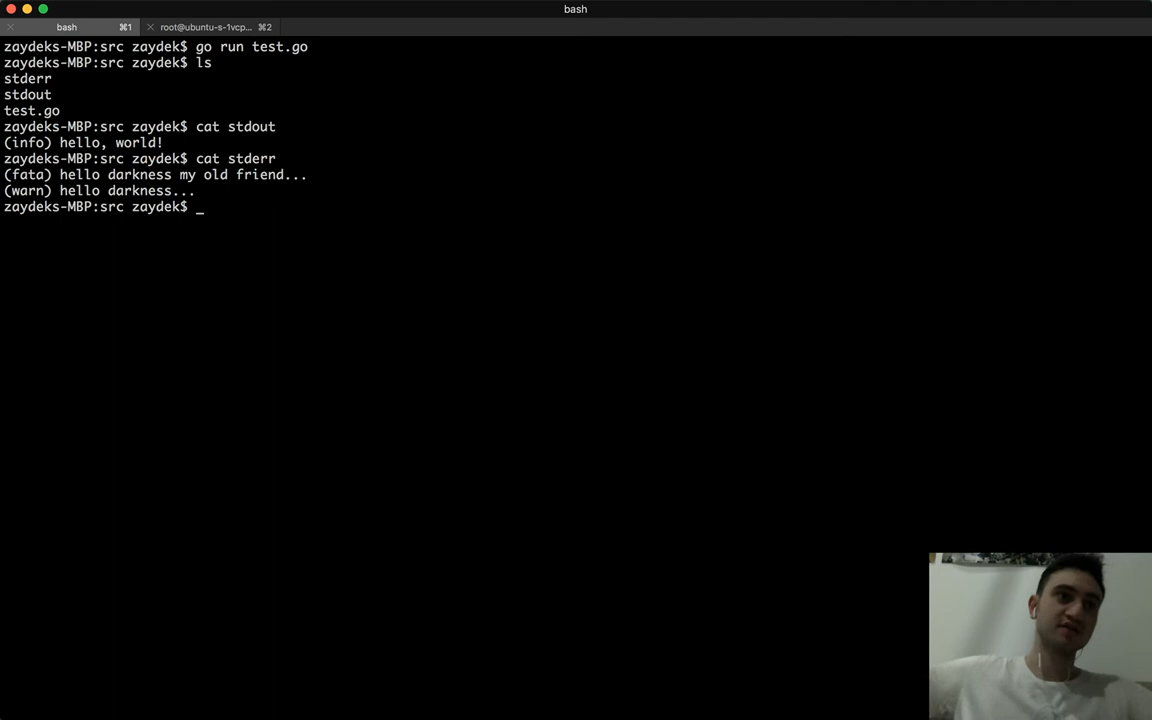 bash
bash ⌘1
root@ubuntu-s-1vcp... ⌘2
zaydeks-MBP:src zaydek$ go run test.go
zaydeks-MBP:src zaydek$ ls
stderr
stdout
test.go
zaydeks-MBP:src zaydek$ cat stdout
(info) hello, world!
zaydeks-MBP:src zaydek$ cat stderr
(fata) hello darkness my old friend...
(warn) hello darkness...
zaydeks-MBP:src zaydek$ _